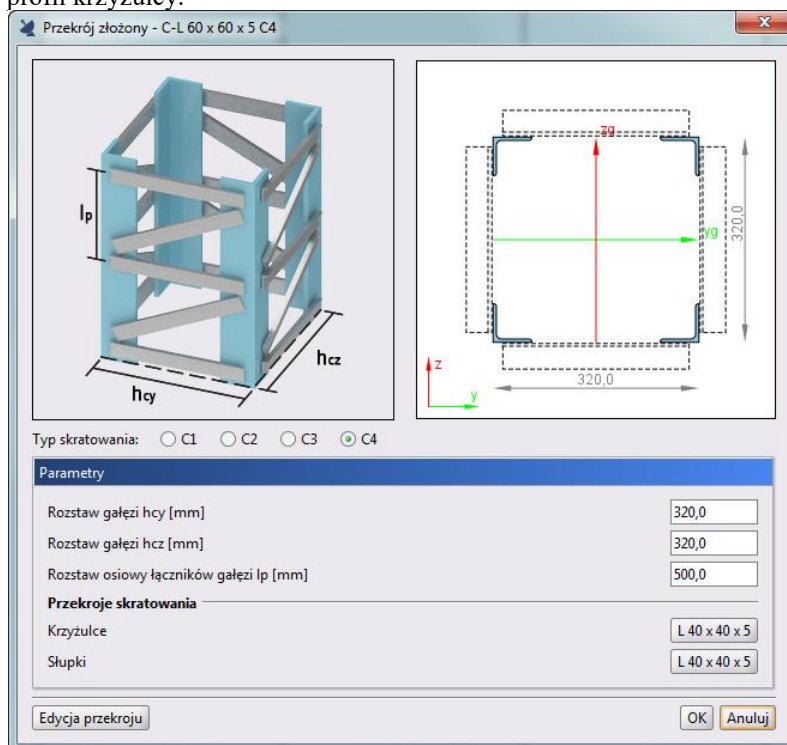 profil krzyżulcy.
Przekrój złożony - C-L 60 x 60 x 5 C4
x
lp
hcy
hcz
zg
yg
320,0
320,0
z
y
Typ skratowania: C1 C2 C3 C4
Parametry
Rozstaw gałęzi hcy [mm] 320,0
Rozstaw gałęzi hcz [mm] 320,0
Rozstaw osiowy łączników gałęzi lp [mm] 500,0
Przekroje skratowania
Krzyżulce L 40 x 40 x 5
Słupki L 40 x 40 x 5
Edycja przekroju OK Anuluj